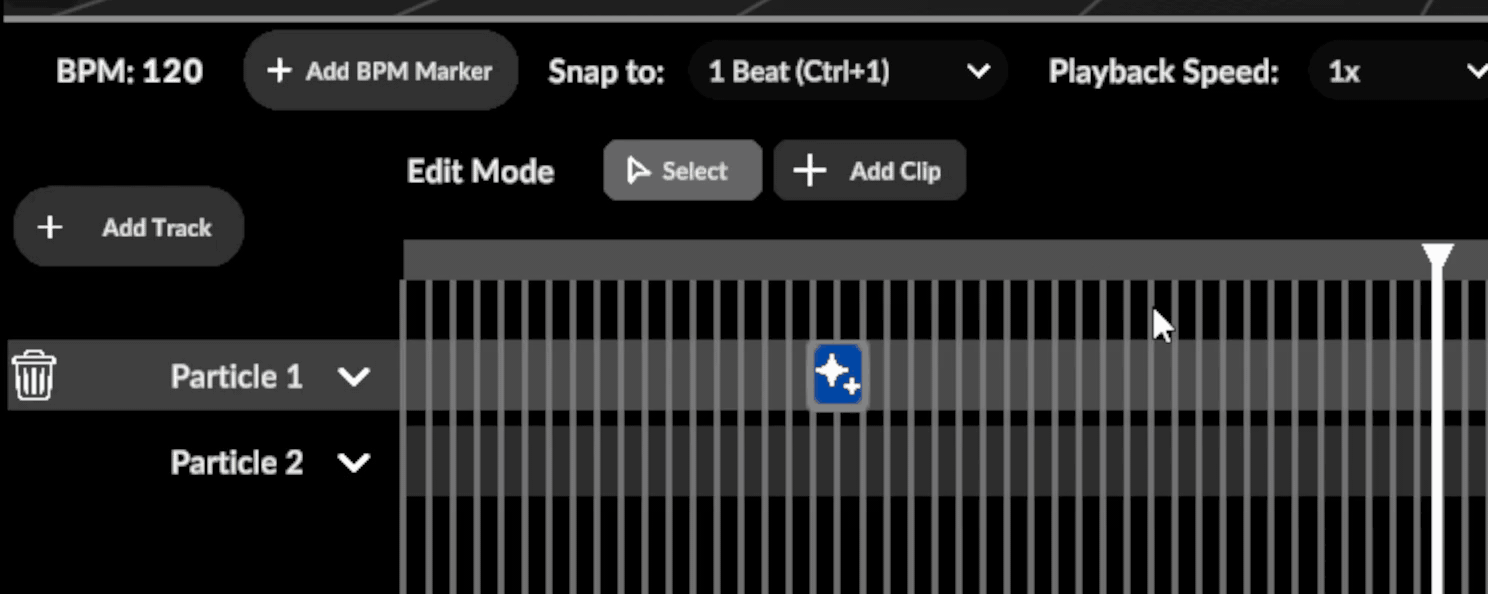 BPM: 120 Add BPM Marker Snap to: 1 Beat (Ctrl+1) Playback Speed: 1x
Edit Mode Select Add Clip
Add Track
Particle 1
Particle 2